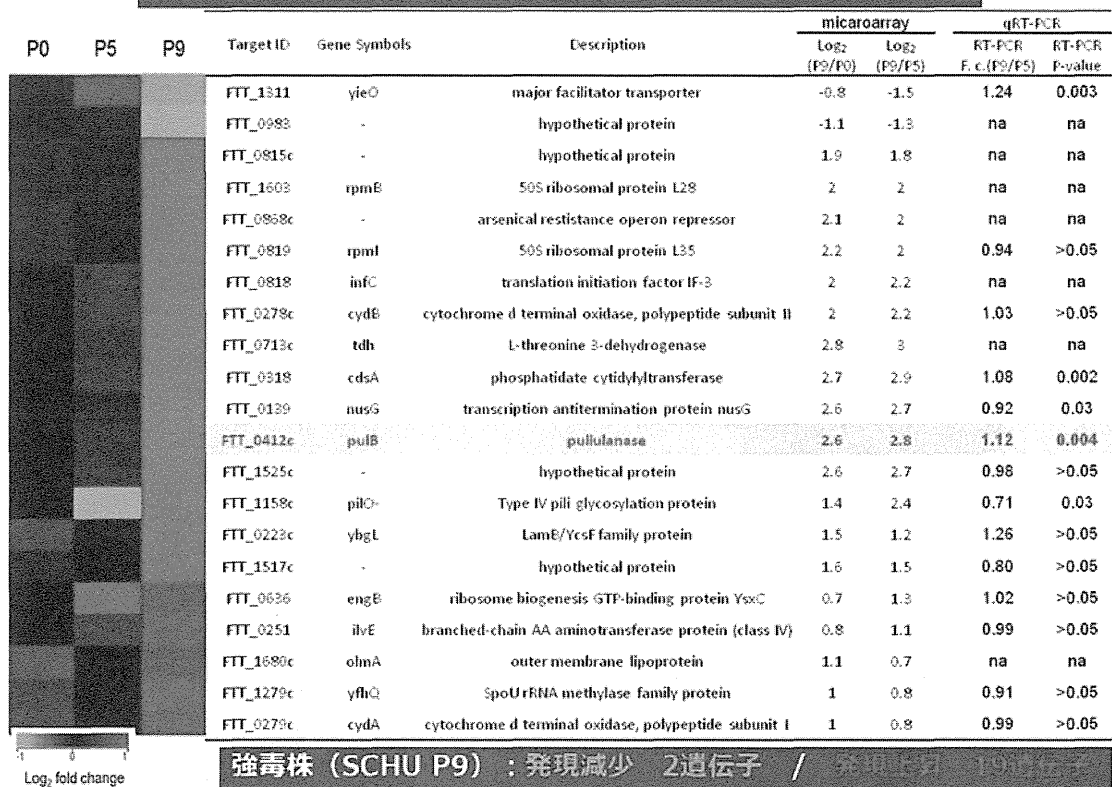 micaroarray qRT-PCR
P0 P5 P9 Target ID Gene Symbols Description Log₂ (P9/P0) Log₂ (P9/P5) RT-PCR F. c.(P9/P5) RT-PCR P-value
FTT_1311 yieO major facilitator transporter -0.8 -1.5 1.24 0.003
FTT_0983 - hypothetical protein -1.1 -1.3 na na
FTT_0815c - hypothetical protein 1.9 1.8 na na
FTT_1603 rpmB 50S ribosomal protein L28 2 2 na na
FTT_0868c - arsenical restistance operon repressor 2.1 2 na na
FTT_0819 rpmI 50S ribosomal protein L35 2.2 2 0.94 >0.05
FTT_0818 infC translation initiation factor IF-3 2 2.2 na na
FTT_0278c cydB cytochrome d terminal oxidase, polypeptide subunit II 2 2.2 1.03 >0.05
FTT_0713c tdh L-threonine 3-dehydrogenase 2.8 3 na na
FTT_0318 cdsA phosphatidate cytidylyltransferase 2.7 2.9 1.08 0.002
FTT_0139 nusG transcription antitermination protein nusG 2.6 2.7 0.92 0.03
FTT_0412c pulB pullulanase 2.6 2.8 1.12 0.004
FTT_1525c - hypothetical protein 2.6 2.7 0.98 >0.05
FTT_1158c Type IV pili glycosylation protein 1.4 2.4 0.71 0.03
FTT_0223c ybgL LamB/YcsF family protein 1.5 1.2 1.26 >0.05
FTT_1517c - hypothetical protein 1.6 1.5 0.80 >0.05
FTT_0636 engB ribosome biogenesis GTP-binding protein YsxC 0.7 1.3 1.02 >0.05
FTT_0251 ilvE branched-chain AA aminotransferase protein (class IV) 0.8 1.1 0.99 >0.05
FTT_1680c olmA outer membrane lipoprotein 1.1 0.7 na na
FTT_1279c yfhQ SpoU rRNA methylase family protein 1 0.8 0.91 >0.05
FTT_0279c cydA cytochrome d terminal oxidase, polypeptide subunit I 1 0.8 0.99 >0.05
-1 0 1
Log₂ fold change
強毒株（SCHU P9）：発現減少 2遺伝子 / 発現上昇 19遺伝子